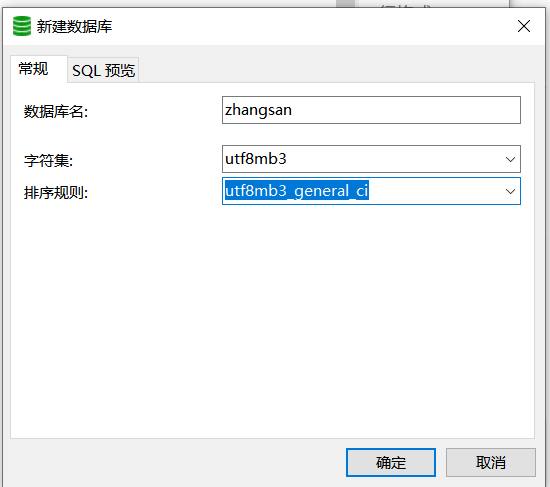 新建数据库
常规
SQL 预览
数据库名:
zhangsan
字符集:
utf8mb3
排序规则:
utf8mb3_general_ci
确定
取消